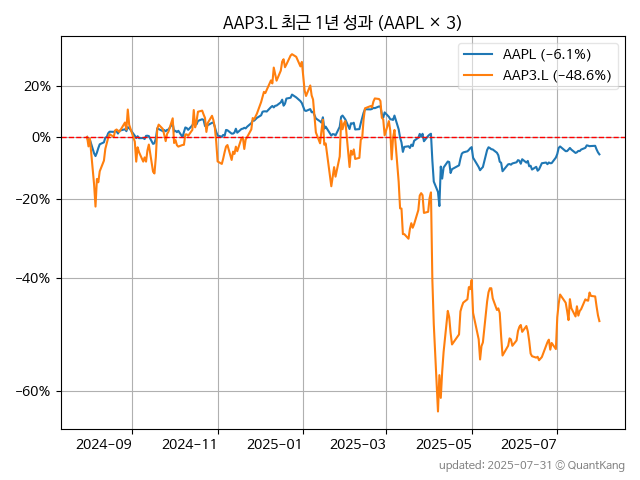 AAP3.L 최근 1년 성과 (AAPL × 3)
AAPL (−6.1%)
AAP3.L (−48.6%)
20%
0%
−20%
−40%
−60%
2024-09 2024-11 2025-01 2025-03 2025-05 2025-07
updated: 2025-07-31 © QuantKang